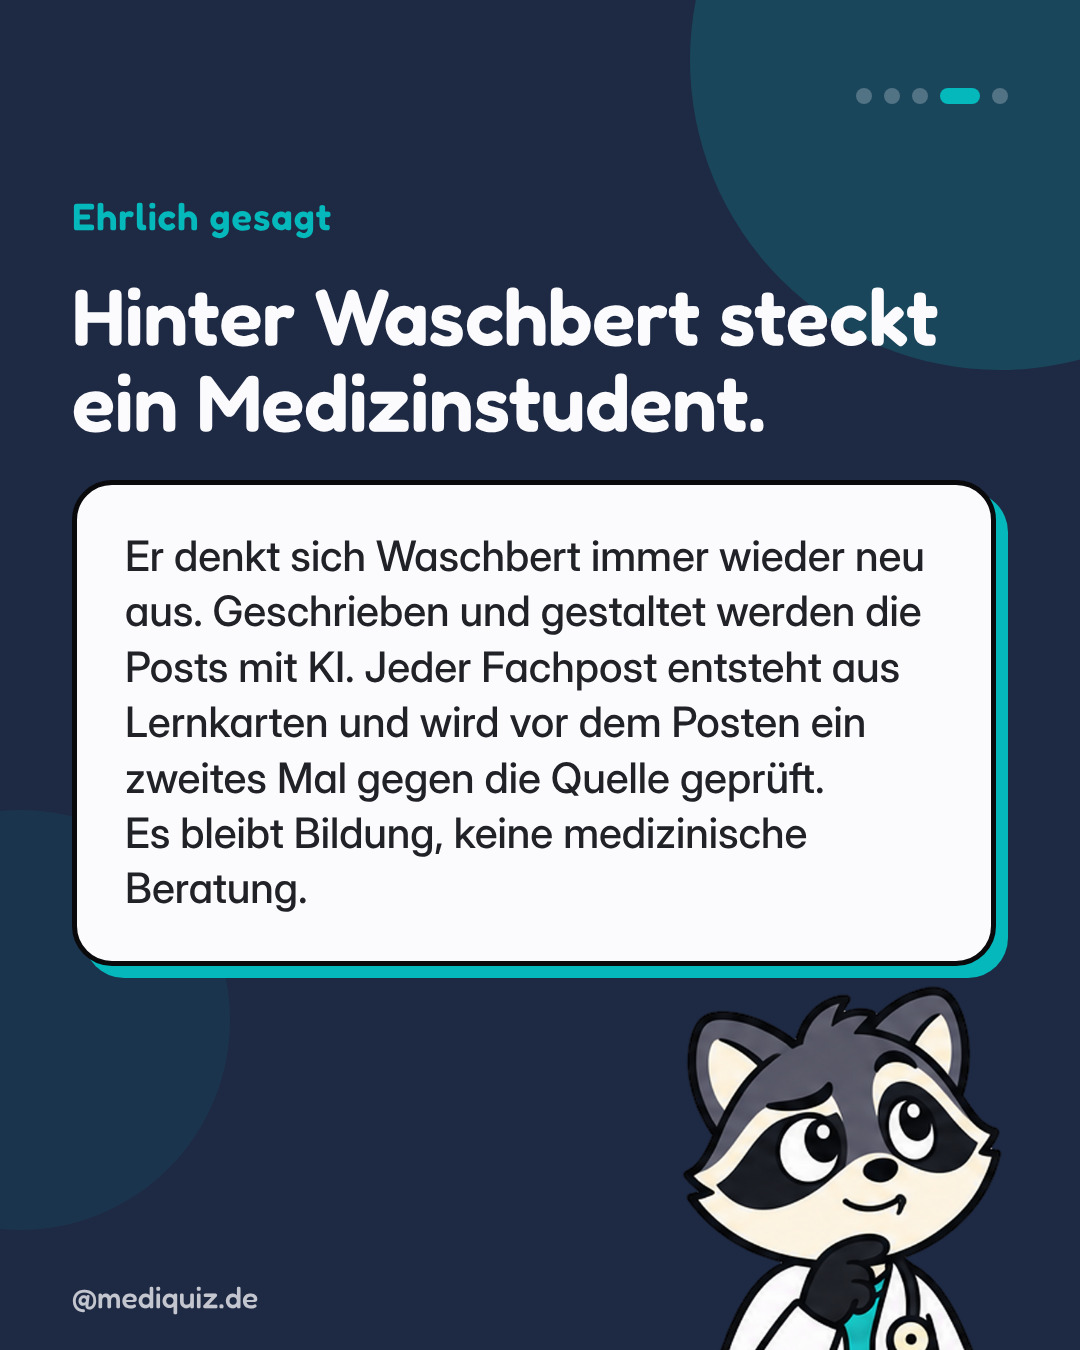 Ehrlich gesagt
Hinter Waschbert steckt
ein Medizinstudent.
Er denkt sich Waschbert immer wieder neu
aus. Geschrieben und gestaltet werden die
Posts mit KI. Jeder Fachpost entsteht aus
Lernkarten und wird vor dem Posten ein
zweites Mal gegen die Quelle geprüft.
Es bleibt Bildung, keine medizinische
Beratung.
@mediquiz.de